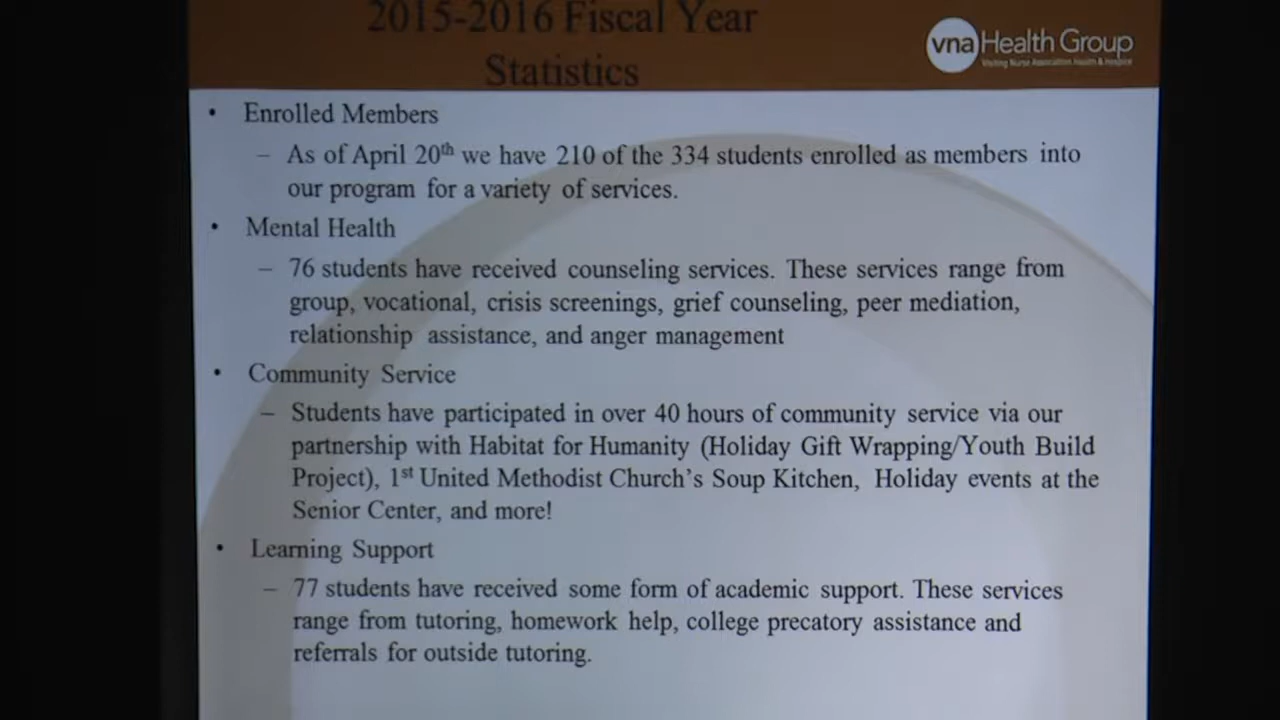 2015-2016 Fiscal Year
Statistics
vna Health Group
Visiting Nurse Association Health & Hospice
• Enrolled Members
– As of April 20th we have 210 of the 334 students enrolled as members into
our program for a variety of services.
• Mental Health
– 76 students have received counseling services. These services range from
group, vocational, crisis screenings, grief counseling, peer mediation,
relationship assistance, and anger management
• Community Service
– Students have participated in over 40 hours of community service via our
partnership with Habitat for Humanity (Holiday Gift Wrapping/Youth Build
Project), 1st United Methodist Church's Soup Kitchen, Holiday events at the
Senior Center, and more!
• Learning Support
– 77 students have received some form of academic support. These services
range from tutoring, homework help, college precatory assistance and
referrals for outside tutoring.